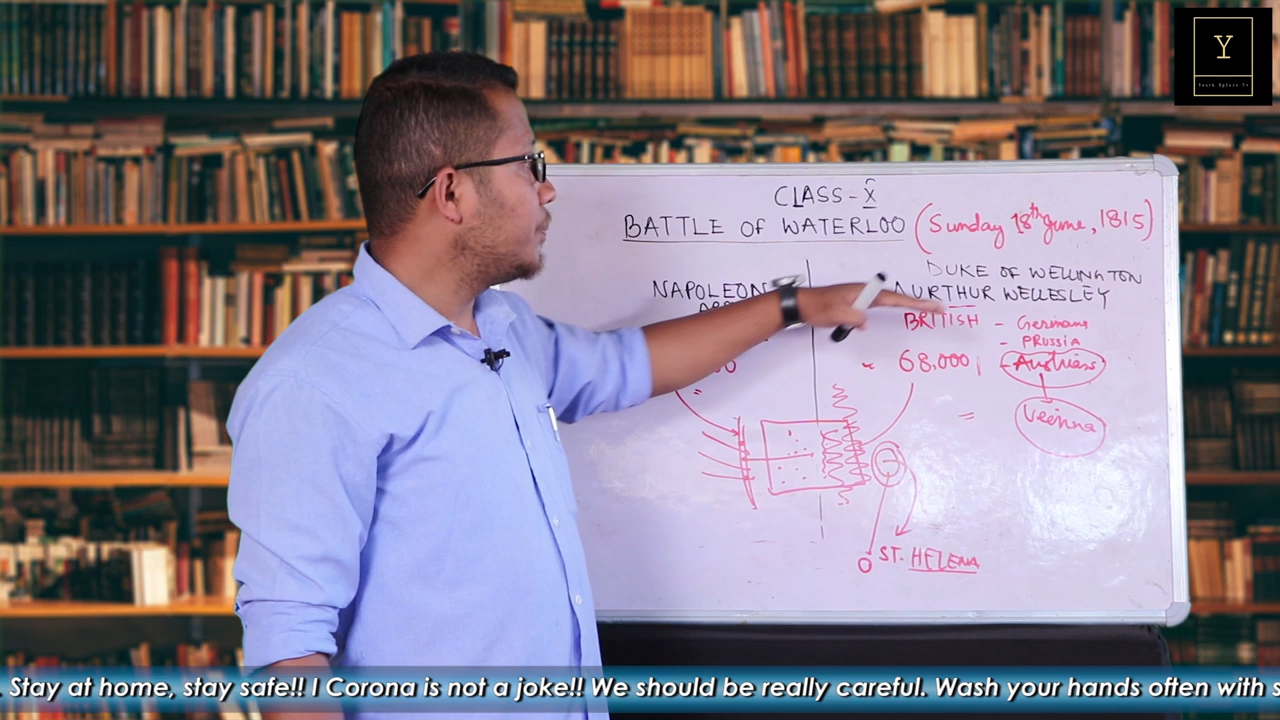 Y
CLASS-X
BATTLE OF WATERLOO (Sunday 18th June, 1815)
DUKE OF WELLINGTON
NAPOLEON
AURTHUR WELLESLEY
BRITISH - Germans
- PRUSSIA
68,000
- Austrians
= Veinna
ST. HELENA
. Stay at home, stay safe!! I Corona is not a joke!! We should be really careful. Wash your hands often with s